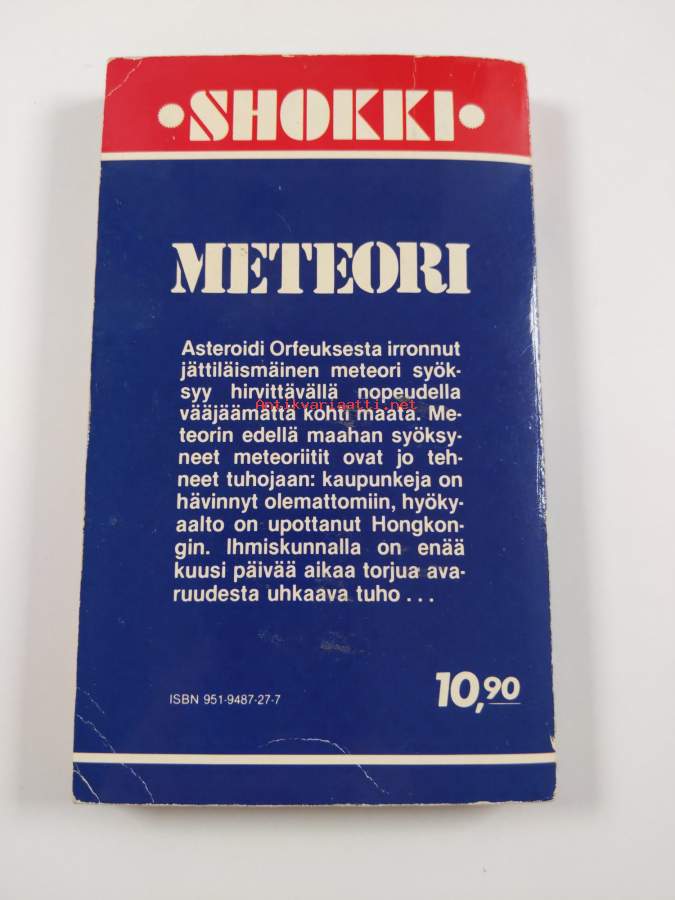 SHOKKI
METEORI
Asteroidi Orfeuksesta irronnut
jättiläismäinen meteori syök-
syy hirvittävällä nopeudella
vääjäämättä kohti maata. Me-
Antikvariaatti.net
teorin edellä maahan syöksy-
neet meteoriitit ovat jo teh-
neet tuhojaan: kaupunkeja on
hävinnyt olemattomiin, hyöky-
aalto on upottanut Hongkon-
gin. Ihmiskunnalla on enää
kuusi päivää aikaa torjua ava-
ruudesta uhkaava tuho ...
ISBN 951-9487-27-7
10,90